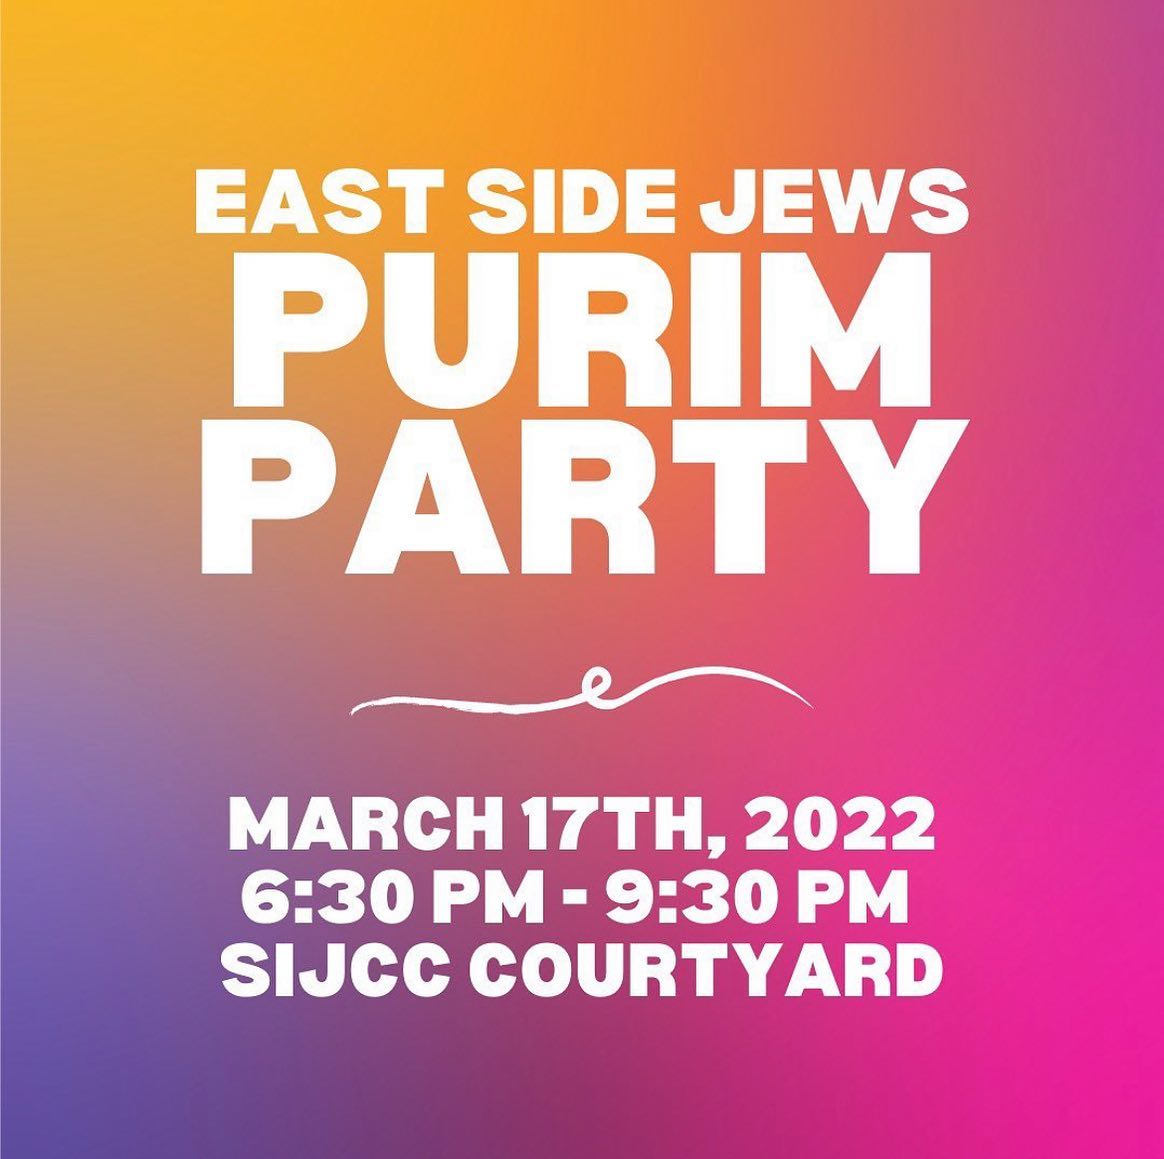 EAST SIDE JEWS
PURIM
PARTY
MARCH 17TH, 2022
6:30 PM - 9:30 PM
SIJCC COURTYARD